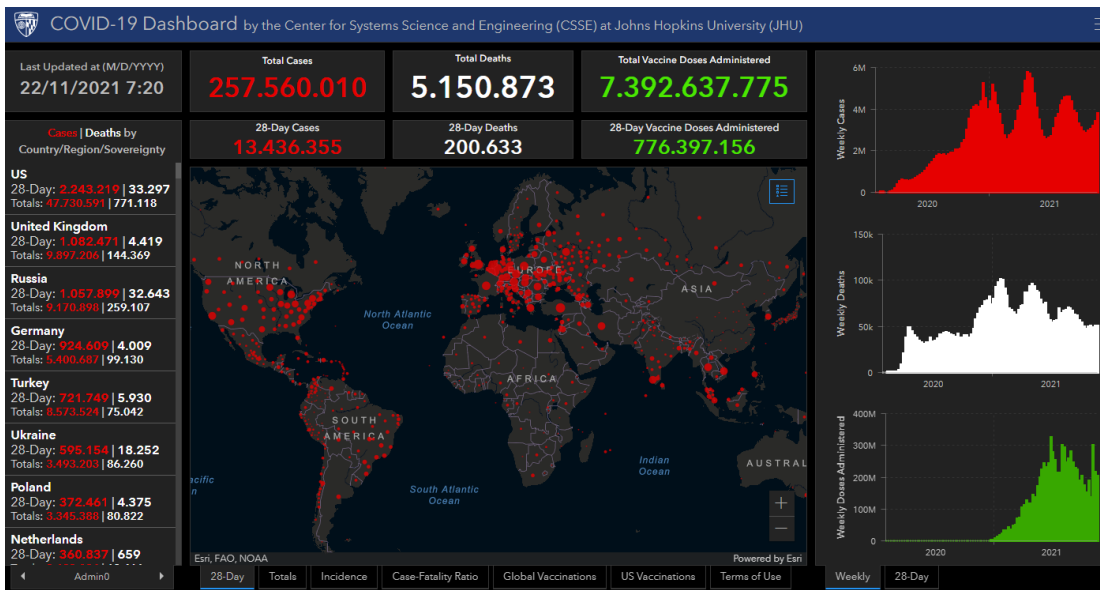 COVID-19 Dashboard by the Center for Systems Science and Engineering (CSSE) at Johns Hopkins University (JHU)
Last Updated at (M/D/YYYY)
22/11/2021 7:20
Total Cases
257.560.010
Total Deaths
5.150.873
Total Vaccine Doses Administered
7.392.637.775
28-Day Cases
13.436.355
28-Day Deaths
200.633
28-Day Vaccine Doses Administered
776.397.156
Cases | Deaths by
Country/Region/Sovereignty
US
28-Day: 2.243.219 | 33.297
Totals: 47.730.591 | 771.118
United Kingdom
28-Day: 1.082.471 | 4.419
Totals: 9.897.206 | 144.369
Russia
28-Day: 1.057.899 | 32.643
Totals: 9.170.898 | 259.107
Germany
28-Day: 924.609 | 4.009
Totals: 5.400.687 | 99.130
Turkey
28-Day: 721.749 | 5.930
Totals: 8.573.524 | 75.042
Ukraine
28-Day: 595.154 | 18.252
Totals: 3.493.203 | 86.260
Poland
28-Day: 372.461 | 4.375
Totals: 3.345.388 | 80.822
Netherlands
28-Day: 360.837 | 659
Admin0
NORTH
AMERICA
EUROPE
ASIA
North Atlantic
Ocean
AFRICA
SOUTH
AMERICA
Indian
Ocean
AUSTRAL
acific
n
South Atlantic
Ocean
Esri, FAO, NOAA
Powered by Esri
28-Day
Totals
Incidence
Case-Fatality Ratio
Global Vaccinations
US Vaccinations
Terms of Use
Weekly Cases
6M
4M
2M
0
2020
2021
Weekly Deaths
150k
100k
50k
0
2020
2021
Weekly Doses Administered
400M
300M
200M
100M
0
2020
2021
Weekly
28-Day